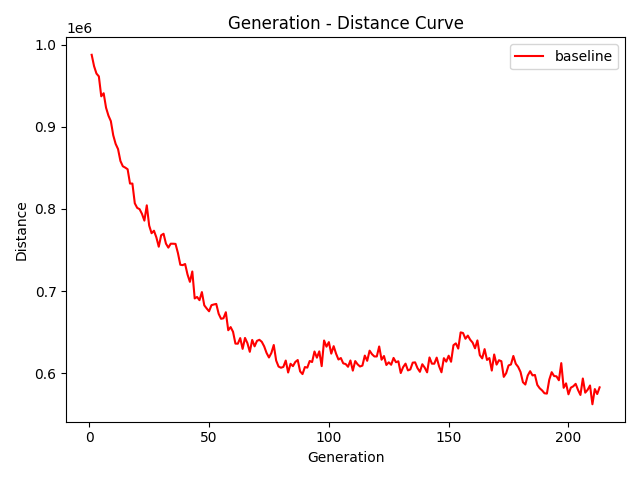 Generation - Distance Curve
1e6
baseline
1.0
0.9
0.8
0.7
0.6
Distance
0 50 100 150 200
Generation